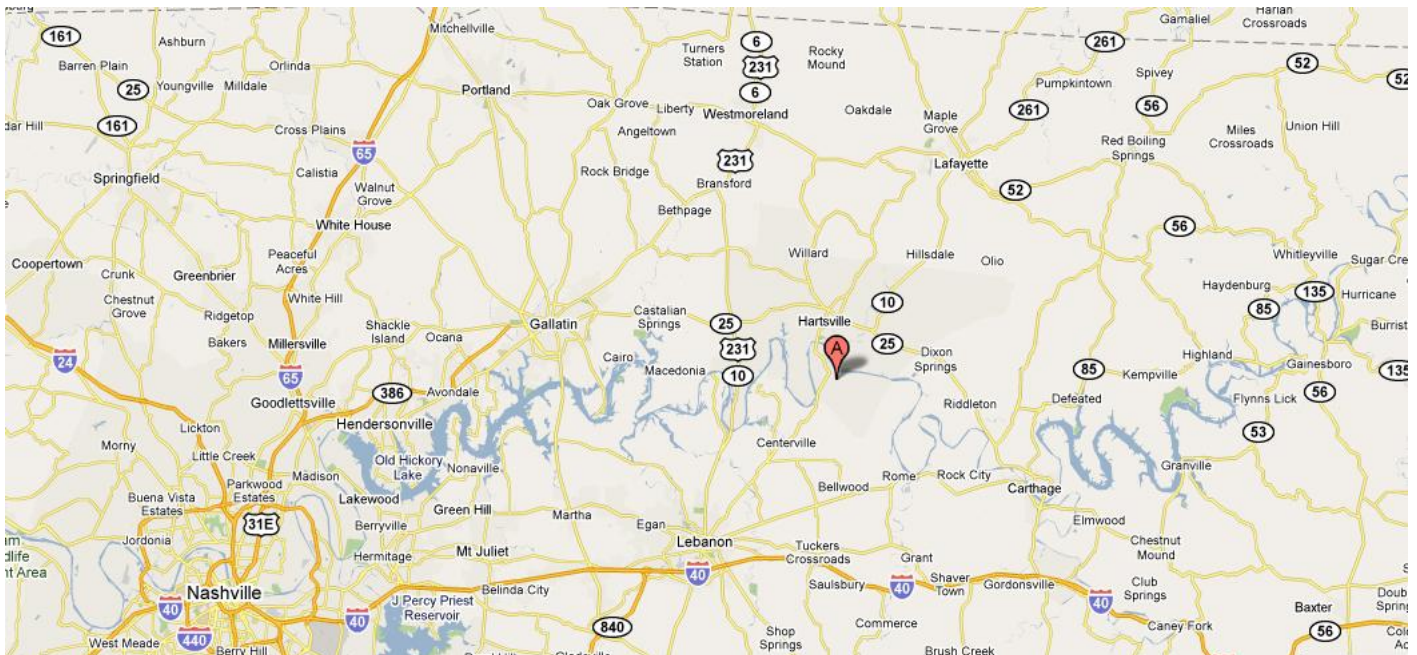 161
Ashburn
Barren Plain
Orlinda
Mitchellville
Turners
Station
6
231
6
Rocky
Mound
261
Gamaliel
Harlan
Crossroads
52
52
Youngville
Milldale
25
161
Cross Plains
Portland
Oak Grove
Liberty
Angeltown
Westmoreland
Oakdale
Maple
Grove
261
Pumpkintown
Spivey
56
Red Boiling
Springs
Miles
Crossroads
Union Hill
Springfield
Calistia
65
Walnut
Grove
White House
Rock Bridge
231
Bransford
Bethpage
Lafayette
52
56
Coopertown
Crunk
Greenbrier
Peaceful
Acres
Willard
Hillsdale
Olio
Whitleyville
Sugar Cre
Chestnut
Grove
Ridgetop
White Hill
Haydenburg
135
Hurricane
85
Bakers
Millersville
Shackle
Island
Ocana
Gallatin
Castalian
Springs
25
Hartsville
10
25
Burrist
24
65
Goodlettsville
386
Avondale
Cairo
Macedonia
231
10
A
Dixon
Springs
85
Kempville
Highland
Gainesboro
135
56
Flynns Lick
Hendersonville
Riddleton
Defeated
53
Lickton
Morny
Little Creek
Madison
Old Hickory
Lake
Nonaville
Centerville
Granville
Buena Vista
Estates
Parkwood
Estates
Lakewood
Green Hill
Bellwood
Rome
Rock City
Carthage
Jordonia
31E
Berryville
Martha
Egan
Elmwood
Chestnut
Mound
Hermitage
Mt Juliet
Lebanon
Tuckers
Crossroads
Grant
nt Area
Nashville
40
Belinda City
40
Saulsbury
40
Shaver
Town
Gordonsville
40
Club
Springs
40
J Percy Priest
Reservoir
840
Commerce
Baxter
West Meade
440
Berry Hill
Shop
Springs
Brush Creek
Caney Fork
56